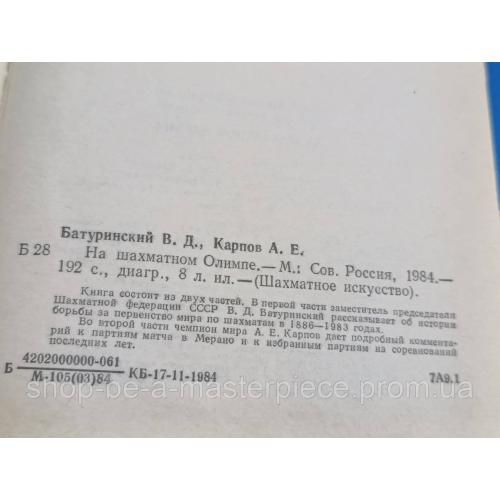 Батуринский В. Д., Карпов А. Е.
Б 28 На шахматном Олимпе.— М.: Сов. Россия, 1984.—
192 с., диагр., 8 л. ил.— (Шахматное искусство).
Книга состоит из двух частей. В первой части заместитель председателя
Шахматной федерации СССР В. Д. Батуринский рассказывает об истории
борьбы за первенство мира по шахматам в 1886—1983 годах.
Во второй части чемпион мира А. Е. Карпов дает подробный коммента-
рий к партиям матча в Мерано и к избранным партиям из соревнований
последних лет.
Б 4202000000-061
М-105(03)84 КБ-17-11-1984 7А9.1
shop-be-a-masterpiece.prom.ua